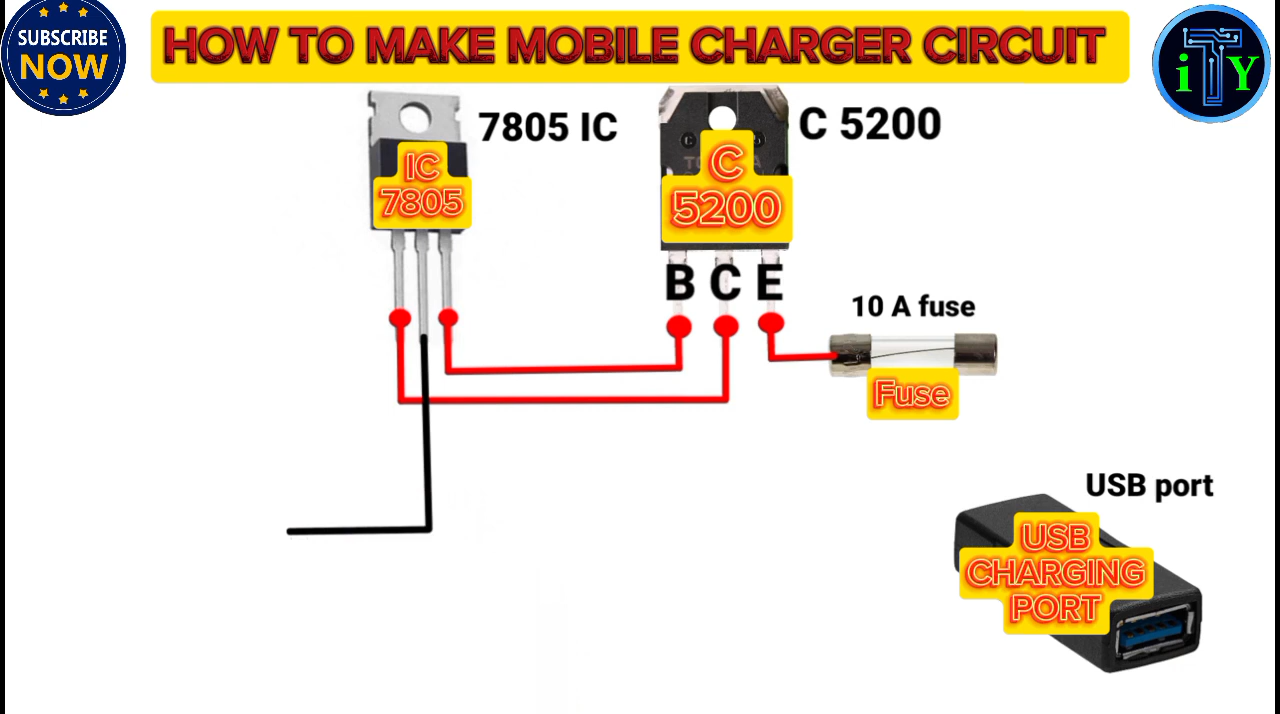 SUBSCRIBE
NOW
HOW TO MAKE MOBILE CHARGER CIRCUIT
iTY
7805 IC
C 5200
IC
7805
C
5200
B C E
10 A fuse
Fuse
USB port
USB
CHARGING
PORT